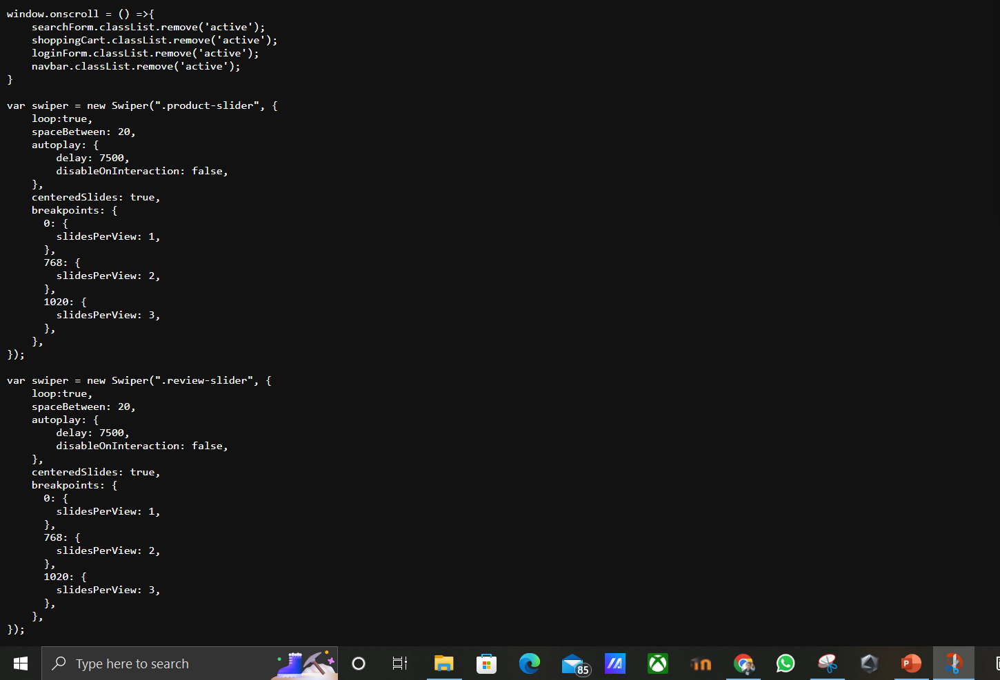 window.onscroll = () =>{
    searchForm.classList.remove('active');
    shoppingCart.classList.remove('active');
    loginForm.classList.remove('active');
    navbar.classList.remove('active');
}

var swiper = new Swiper(".product-slider", {
    loop:true,
    spaceBetween: 20,
    autoplay: {
        delay: 7500,
        disableOnInteraction: false,
    },
    centeredSlides: true,
    breakpoints: {
      0: {
        slidesPerView: 1,
      },
      768: {
        slidesPerView: 2,
      },
      1020: {
        slidesPerView: 3,
      },
    },
});

var swiper = new Swiper(".review-slider", {
    loop:true,
    spaceBetween: 20,
    autoplay: {
        delay: 7500,
        disableOnInteraction: false,
    },
    centeredSlides: true,
    breakpoints: {
      0: {
        slidesPerView: 1,
      },
      768: {
        slidesPerView: 2,
      },
      1020: {
        slidesPerView: 3,
      },
    },
});
Type here to search
85
P